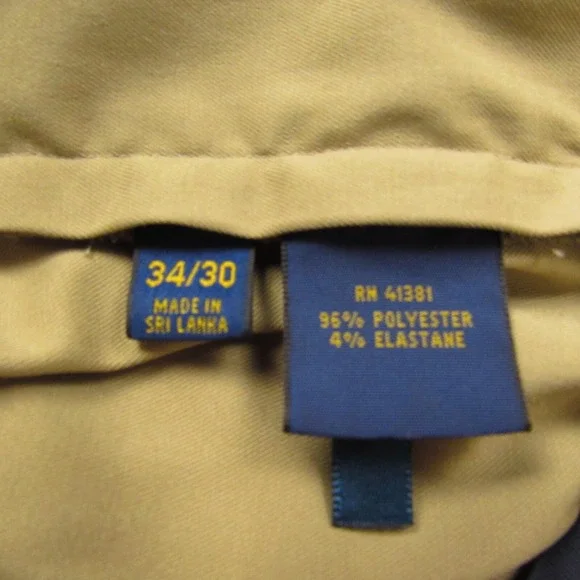 34/30
MADE IN
SRI LANKA
RN 41381
96% POLYESTER
4% ELASTANE